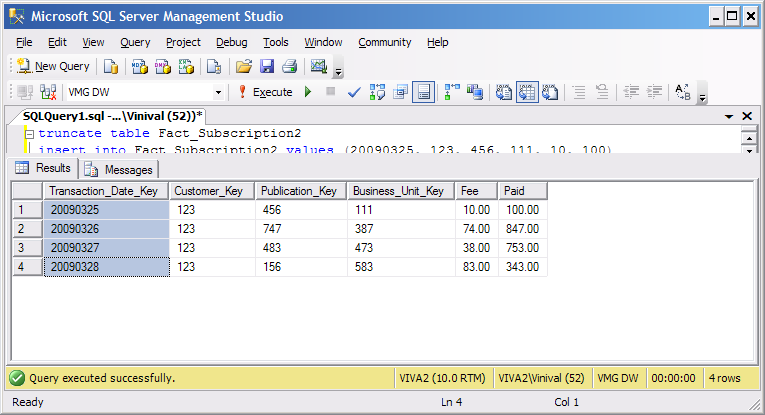 Microsoft SQL Server Management Studio
File Edit View Query Project Debug Tools Window Community Help
New Query
VMG DW Execute
SQLQuery1.sql -...\Vinival (52))*
truncate table Fact_Subscription2
insert into Fact_Subscription2 values (20090325, 123, 456, 111, 10, 100)
Results Messages
Transaction_Date_Key Customer_Key Publication_Key Business_Unit_Key Fee Paid
1 20090325 123 456 111 10.00 100.00
2 20090326 123 747 387 74.00 847.00
3 20090327 123 483 473 38.00 753.00
4 20090328 123 156 583 83.00 343.00
Query executed successfully. VIVA2 (10.0 RTM) VIVA2\Vinival (52) VMG DW 00:00:00 4 rows
Ready Ln 4 Col 1